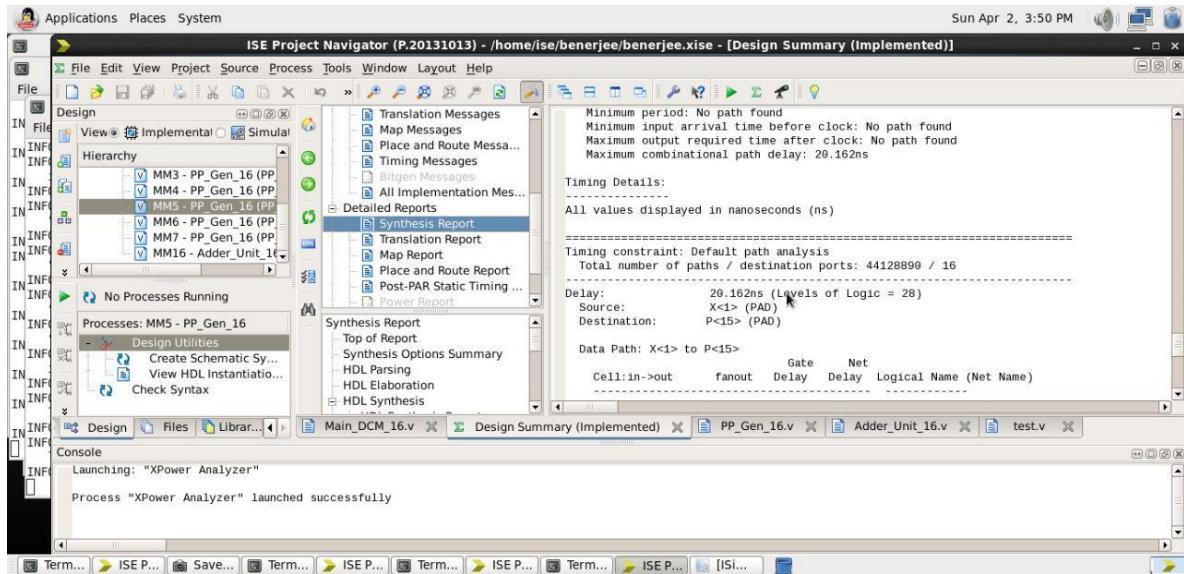 Applications Places System
Sun Apr 2, 3:50 PM
ISE Project Navigator (P.20131013) - /home/ise/benerjee/benerjee.xise - [Design Summary (Implemented)]
File Edit View Project Source Process Tools Window Layout Help
File
File
Design
View Implementat Simulat
Hierarchy
MM3 - PP_Gen_16 (PP_
MM4 - PP_Gen_16 (PP_
MM5 - PP_Gen_16 (PP_
MM6 - PP_Gen_16 (PP_
MM7 - PP_Gen_16 (PP_
MM16 - Adder_Unit_16
No Processes Running
Processes: MM5 - PP_Gen_16
Design Utilities
Create Schematic Sy...
View HDL Instantiatio...
Check Syntax
Translation Messages
Map Messages
Place and Route Messa...
Timing Messages
Bitgen Messages
All Implementation Mes...
Detailed Reports
Synthesis Report
Translation Report
Map Report
Place and Route Report
Post-PAR Static Timing ...
Power Report
Synthesis Report
Top of Report
Synthesis Options Summary
HDL Parsing
HDL Elaboration
HDL Synthesis
Minimum period: No path found
Minimum input arrival time before clock: No path found
Maximum output required time after clock: No path found
Maximum combinational path delay: 20.162ns
Timing Details:
---------------
All values displayed in nanoseconds (ns)
=========================================================================
Timing constraint: Default path analysis
Total number of paths / destination ports: 44128890 / 16
-------------------------------------------------------------------------
Delay: 20.162ns (Levels of Logic = 28)
Source: X<1> (PAD)
Destination: P<15> (PAD)
Data Path: X<1> to P<15>
Gate Net
Cell:in->out fanout Delay Delay Logical Name (Net Name)
---------------------------------------- ------------
Design Files Librar...
Main_DCM_16.v Design Summary (Implemented) PP_Gen_16.v Adder_Unit_16.v test.v
Console
Launching: "XPower Analyzer"
Process "XPower Analyzer" launched successfully
Term... ISE P... Save... Term... ISE P... Term... ISE P... Term... ISE P... [ISi...